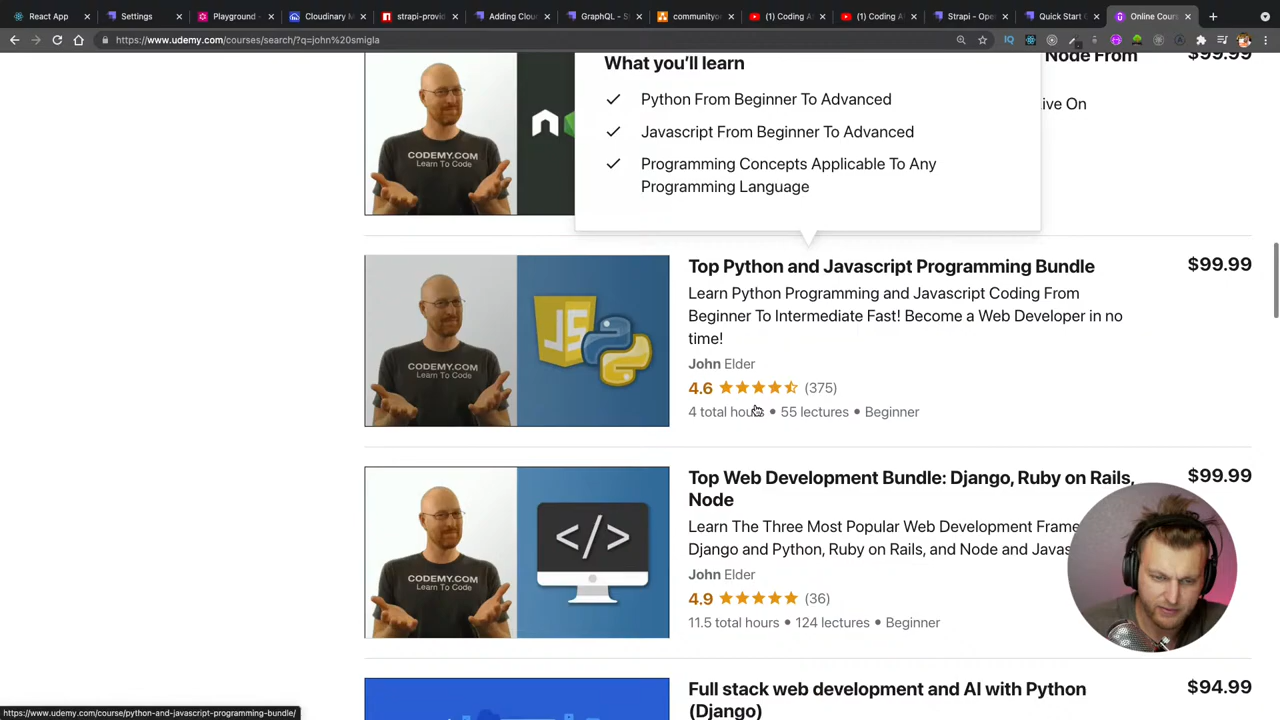 React App
Settings
Playground -
Cloudinary M
strapi-provid
Adding Clou
GraphQL - S
communityo
(1) Coding A
(1) Coding A
Strapi - Ope
Quick Start G
Online Cour
https://www.udemy.com/courses/search/?q=john%20smigla
IQ
What you'll learn
Node From
$99.99
Python From Beginner To Advanced
ive On
Javascript From Beginner To Advanced
Programming Concepts Applicable To Any
Programming Language
CODEMY.COM
Learn To Code
Top Python and Javascript Programming Bundle
$99.99
Learn Python Programming and Javascript Coding From
Beginner To Intermediate Fast! Become a Web Developer in no
time!
John Elder
4.6 (375)
4 total hours • 55 lectures • Beginner
JS
CODEMY.COM
Learn To Code
Top Web Development Bundle: Django, Ruby on Rails,
Node
$99.99
Learn The Three Most Popular Web Development Frame
Django and Python, Ruby on Rails, and Node and Javas
John Elder
4.9 (36)
11.5 total hours • 124 lectures • Beginner
</>
CODEMY.COM
Learn To Code
Full stack web development and AI with Python
(Django)
$94.99
https://www.udemy.com/course/python-and-javascript-programming-bundle/